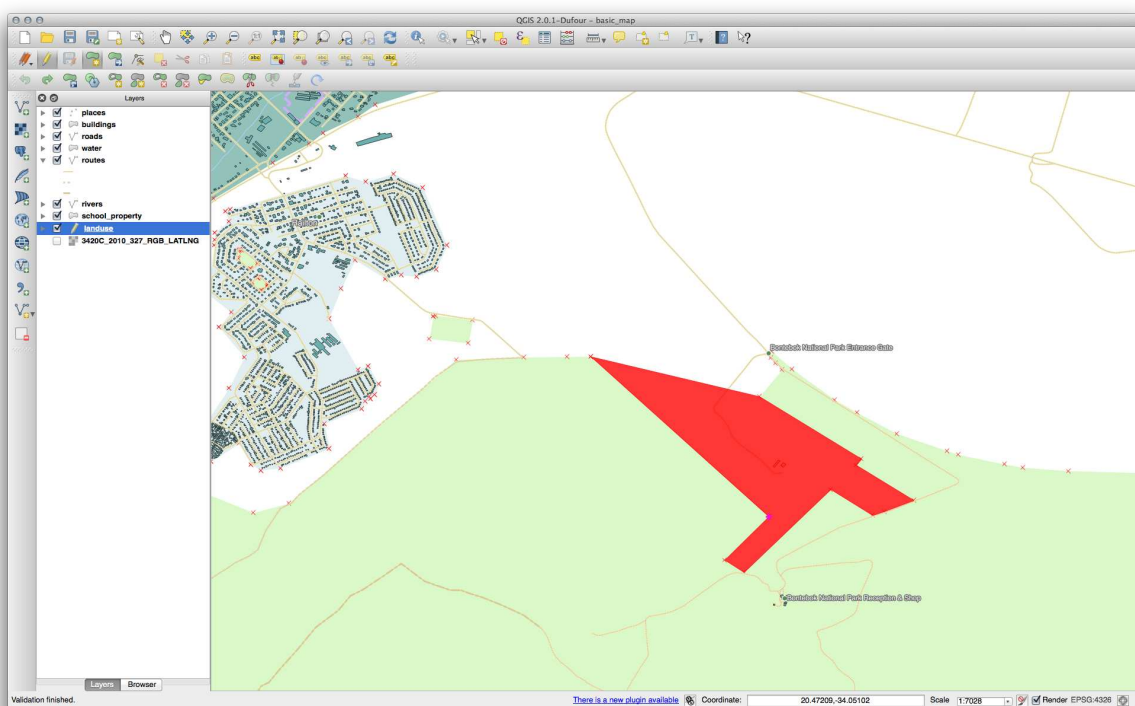 QGIS 2.0.1-Dufour – basic_map
Layers
places
buildings
roads
water
routes
rivers
school_property
landuse
3420C_2010_327_RGB_LATLNG
Bontebok National Park Entrance Gate
Bontebok National Park Reception & Shop
Layers Browser
Validation finished. There is a new plugin available Coordinate: 20.47209,-34.05102 Scale 1:7028 Render EPSG:4326